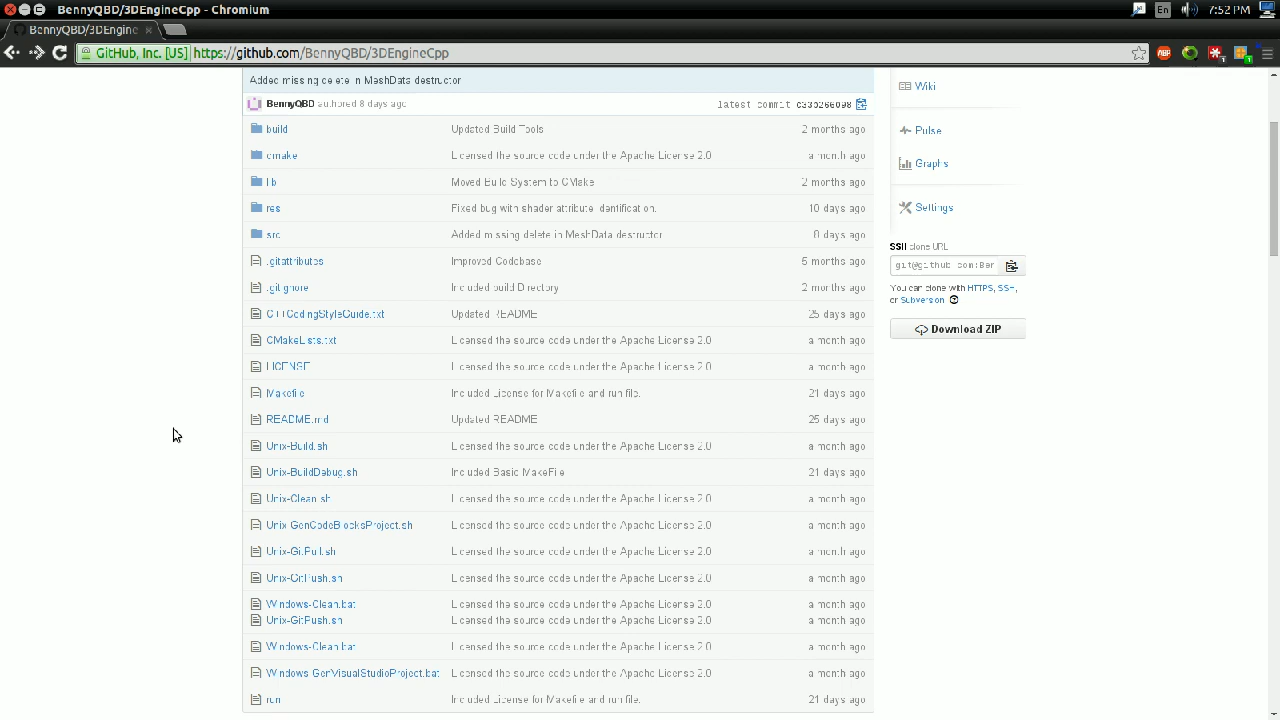 BennyQBD/3DEngineCpp - Chromium
En
7:52 PM
BennyQBD/3DEngine
GitHub, Inc. [US] https://github.com/BennyQBD/3DEngineCpp
Added missing delete in MeshData destructor
BennyQBD authored 8 days ago latest commit
build Updated Build Tools 2 months ago
cmake Licensed the source code under the Apache License 2.0 a month ago
lib Moved Build System to CMake 2 months ago
res Fixed bug with shader attribute identification. 10 days ago
src Added missing delete in MeshData destructor 8 days ago
.gitattributes Improved Codebase 5 months ago
.gitignore Included build Directory 2 months ago
C++CodingStyleGuide.txt Updated README 25 days ago
CMakeLists.txt Licensed the source code under the Apache License 2.0 a month ago
LICENSE Licensed the source code under the Apache License 2.0 a month ago
Makefile Included License for Makefile and run file. 21 days ago
README.md Updated README 25 days ago
Unix-Build.sh Licensed the source code under the Apache License 2.0 a month ago
Unix-BuildDebug.sh Included Basic MakeFile 21 days ago
Unix-Clean.sh Licensed the source code under the Apache License 2.0 a month ago
Unix-GenCodeBlocksProject.sh Licensed the source code under the Apache License 2.0 a month ago
Unix-GitPull.sh Licensed the source code under the Apache License 2.0 a month ago
Unix-GitPush.sh Licensed the source code under the Apache License 2.0 a month ago
Windows-Clean.bat Licensed the source code under the Apache License 2.0 a month ago
Unix-GitPush.sh Licensed the source code under the Apache License 2.0 a month ago
Windows-Clean.bat Licensed the source code under the Apache License 2.0 a month ago
Windows-GenVisualStudioProject.bat Licensed the source code under the Apache License 2.0 a month ago
run Included License for Makefile and run file. 21 days ago
Wiki
Pulse
Graphs
Settings
SSH clone URL
git@github.com:Ber
You can clone with HTTPS, SSH,
or Subversion.
Download ZIP